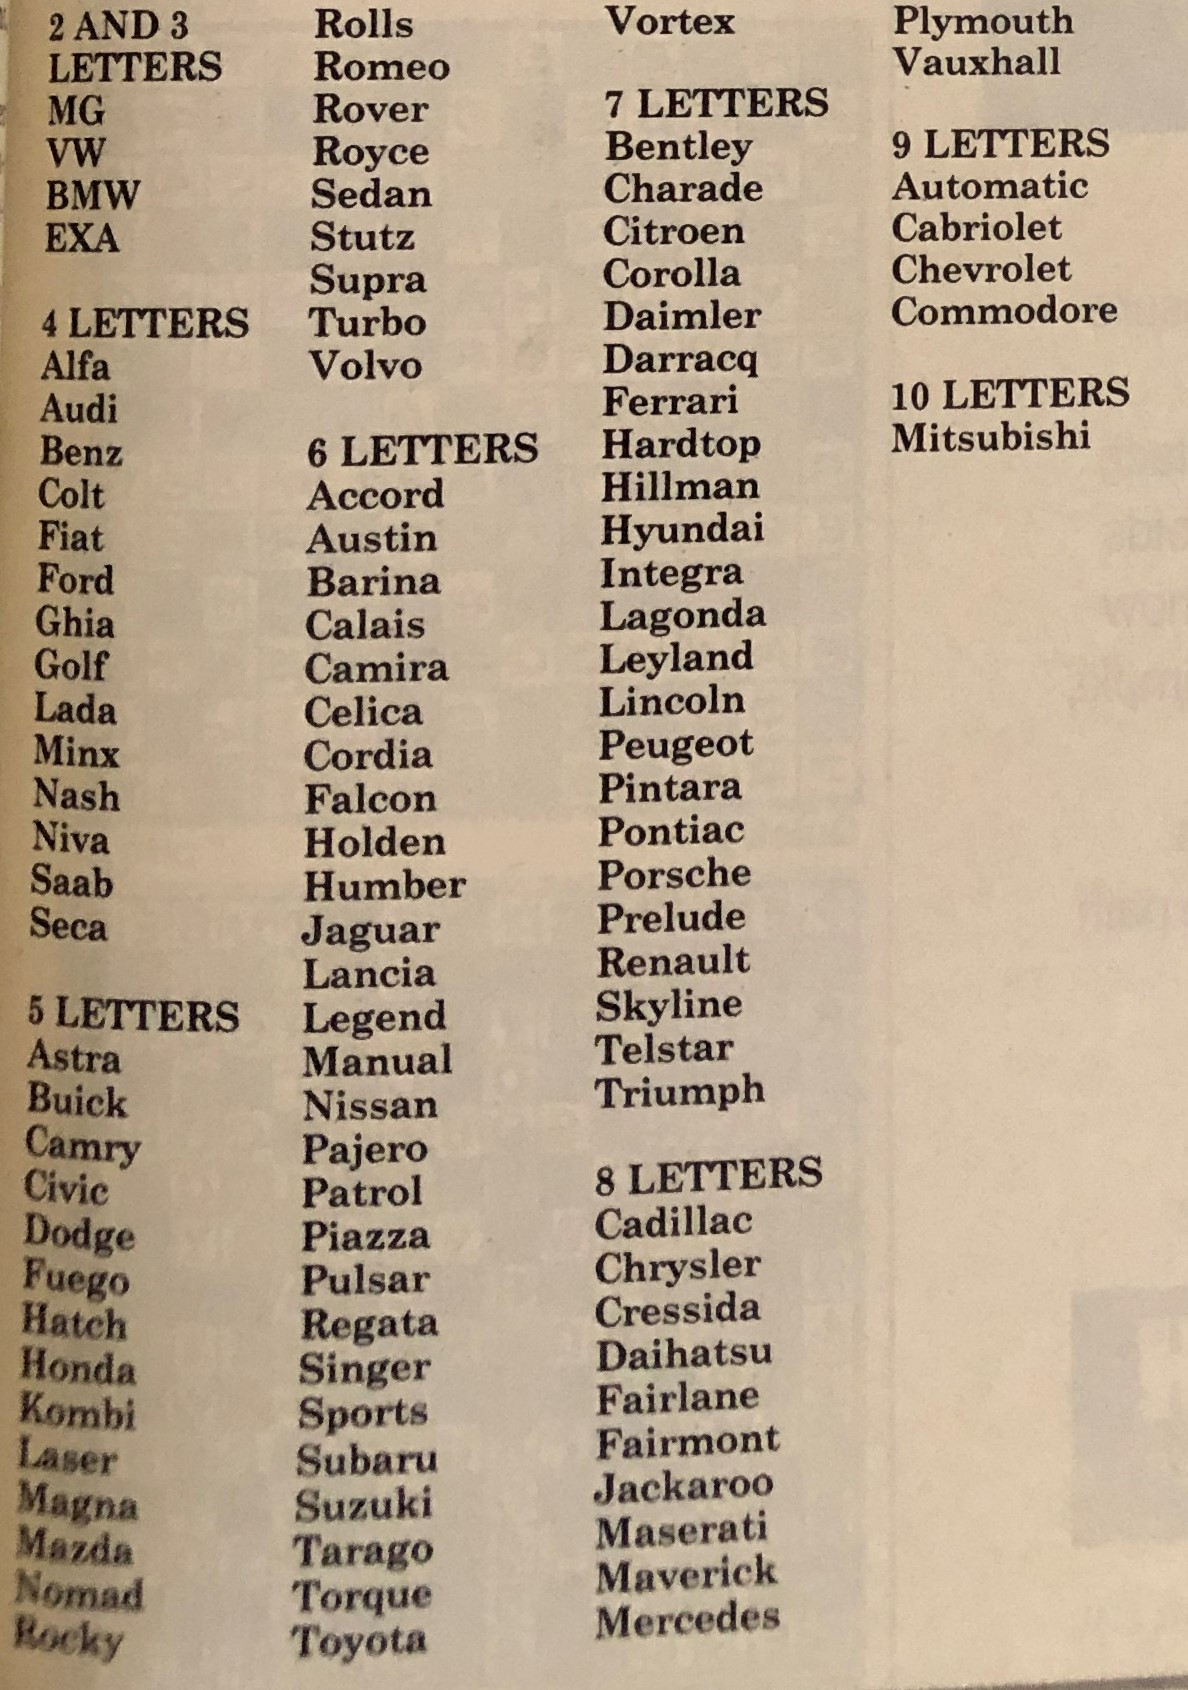 2 AND 3
LETTERS
MG
VW
BMW
EXA
4 LETTERS
Alfa
Audi
Benz
Colt
Fiat
Ford
Ghia
Golf
Lada
Minx
Nash
Niva
Saab
Seca
5 LETTERS
Astra
Buick
Camry
Civic
Dodge
Fuego
Hatch
Honda
Kombi
Laser
Magna
Mazda
Nomad
Rocky
Rolls
Romeo
Rover
Royce
Sedan
Stutz
Supra
Turbo
Volvo
6 LETTERS
Accord
Austin
Barina
Calais
Camira
Celica
Cordia
Falcon
Holden
Humber
Jaguar
Lancia
Legend
Manual
Nissan
Pajero
Patrol
Piazza
Pulsar
Regata
Singer
Sports
Subaru
Suzuki
Tarago
Torque
Toyota
Vortex
7 LETTERS
Bentley
Charade
Citroen
Corolla
Daimler
Darracq
Ferrari
Hardtop
Hillman
Hyundai
Integra
Lagonda
Leyland
Lincoln
Peugeot
Pintara
Pontiac
Porsche
Prelude
Renault
Skyline
Telstar
Triumph
8 LETTERS
Cadillac
Chrysler
Cressida
Daihatsu
Fairlane
Fairmont
Jackaroo
Maserati
Maverick
Mercedes
Plymouth
Vauxhall
9 LETTERS
Automatic
Cabriolet
Chevrolet
Commodore
10 LETTERS
Mitsubishi